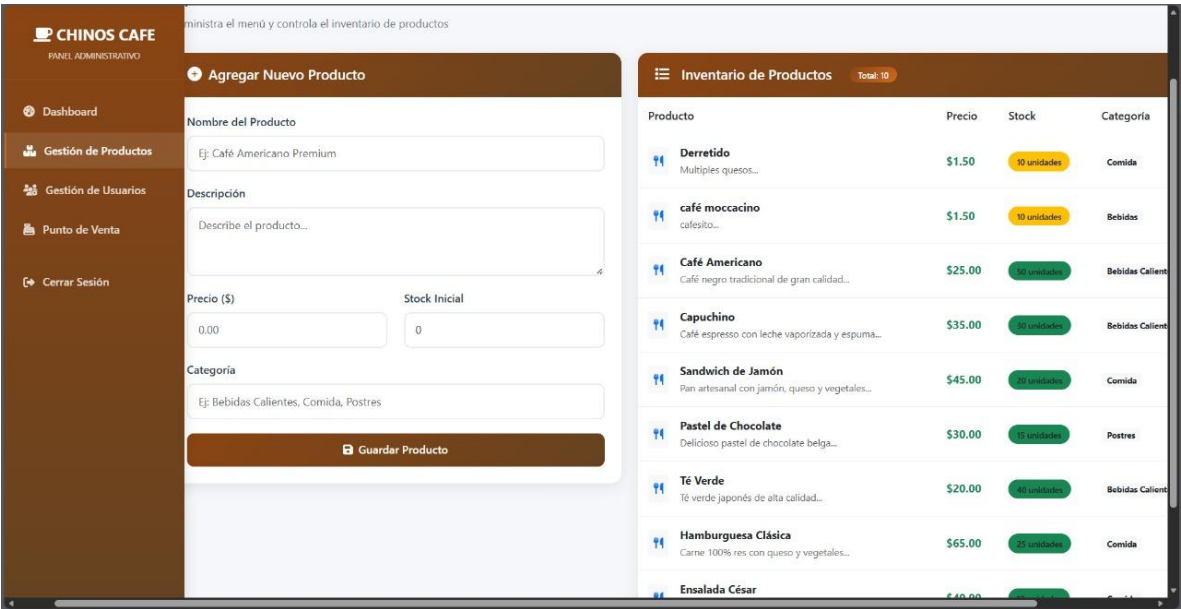 CHINOS CAFE
PANEL ADMINISTRATIVO
Dashboard
Gestión de Productos
Gestión de Usuarios
Punto de Venta
Cerrar Sesión
ministra el menú y controla el inventario de productos
Agregar Nuevo Producto
Nombre del Producto
Ej: Café Americano Premium
Descripción
Describe el producto...
Precio ($) Stock Inicial
0.00 0
Categoría
Ej: Bebidas Calientes, Comida, Postres
Guardar Producto
Inventario de Productos Total: 10
Producto Precio Stock Categoría
Derretido
Multiples quesos...
$1.50 10 unidades Comida
café moccacino
cafesito...
$1.50 10 unidades Bebidas
Café Americano
Café negro tradicional de gran calidad...
$25.00 50 unidades Bebidas Calient
Capuchino
Café espresso con leche vaporizada y espuma...
$35.00 30 unidades Bebidas Calient
Sandwich de Jamón
Pan artesanal con jamón, queso y vegetales...
$45.00 20 unidades Comida
Pastel de Chocolate
Delicioso pastel de chocolate belga...
$30.00 15 unidades Postres
Té Verde
Té verde japonés de alta calidad...
$20.00 40 unidades Bebidas Calient
Hamburguesa Clásica
Carne 100% res con queso y vegetales...
$65.00 25 unidades Comida
Ensalada César
$40.00